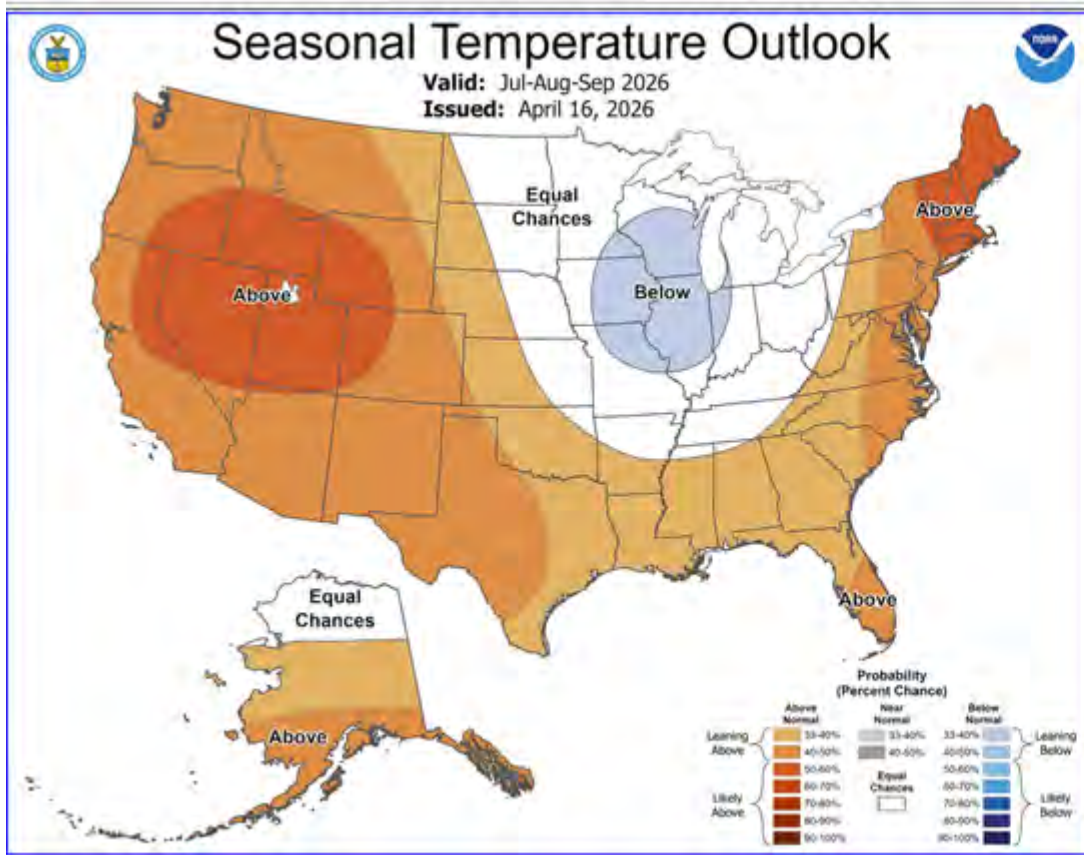 Seasonal Temperature Outlook
NOAA
Valid: Jul-Aug-Sep 2026
Issued: April 16, 2026
Equal
Chances
Above
Above
Below
Above
Equal
Chances
Above
Probability
(Percent Chance)
Above
Normal
Near
Normal
Below
Normal
Leaning
Above
33-40%
33-40%
33-40%
Leaning
Below
40-50%
40-50%
40-50%
Likely
Above
50-60%
Equal
Chances
50-60%
Likely
Below
60-70%
60-70%
70-80%
70-80%
80-90%
80-90%
90-100%
90-100%